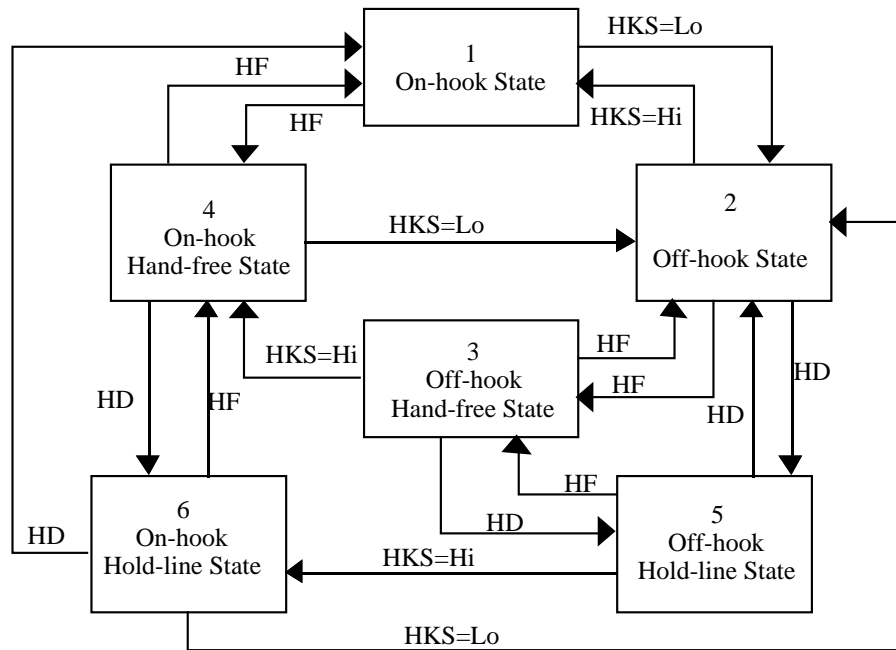 1
On-hook State
HKS=Lo
HF
HF
HKS=Hi
4
On-hook
Hand-free State
HKS=Lo
2
Off-hook State
HKS=Hi
3
Off-hook
Hand-free State
HF
HF
HD
HD
HF
HD
HF
HD
6
On-hook
Hold-line State
HD
5
Off-hook
Hold-line State
HKS=Hi
HKS=Lo